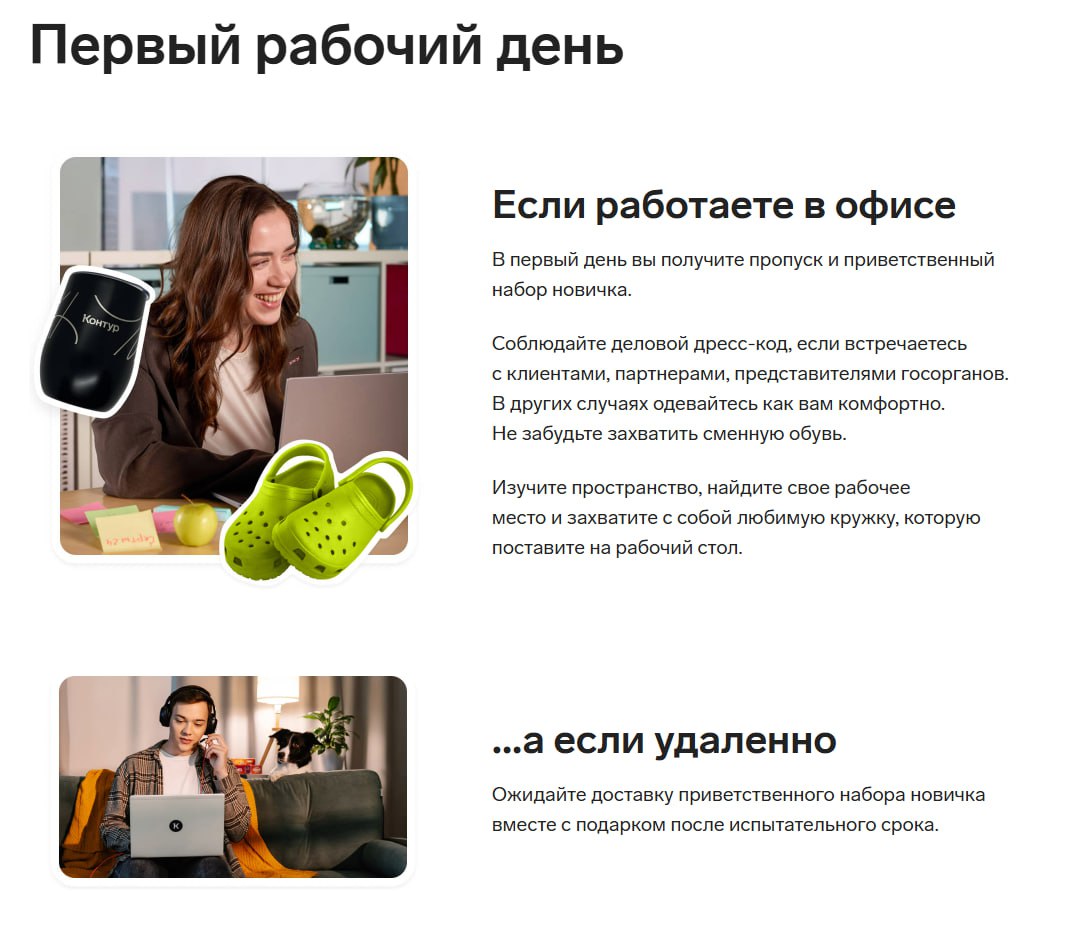 Первый рабочий день
Контур
Если работаете в офисе
В первый день вы получите пропуск и приветственный
набор новичка.
Соблюдайте деловой дресс-код, если встречаетесь
с клиентами, партнерами, представителями госорганов.
В других случаях одевайтесь как вам комфортно.
Не забудьте захватить сменную обувь.
Изучите пространство, найдите свое рабочее
место и захватите с собой любимую кружку, которую
поставите на рабочий стол.
...а если удаленно
Ожидайте доставку приветственного набора новичка
вместе с подарком после испытательного срока.